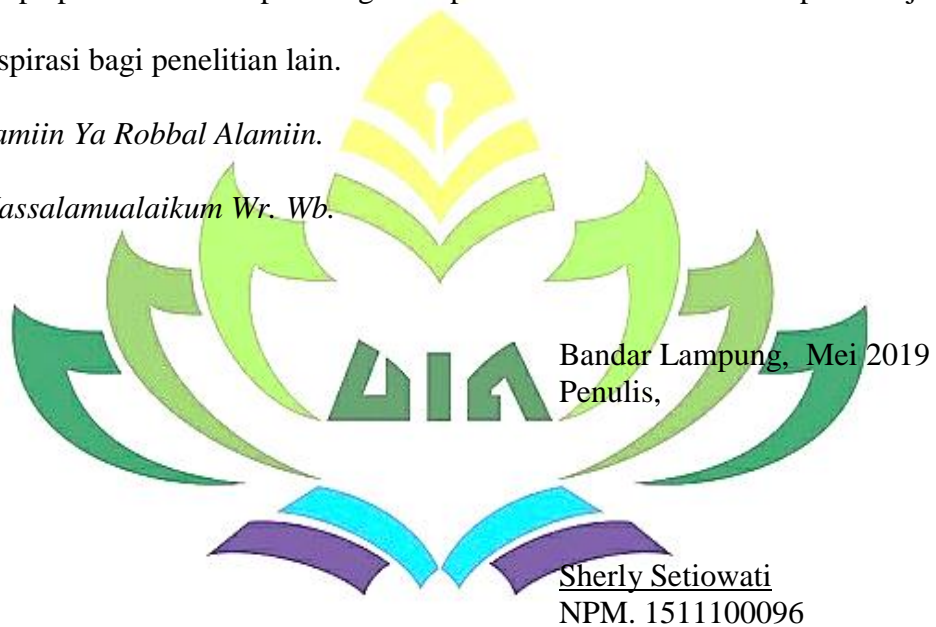 spirasi bagi penelitian lain.
amiin Ya Robbal Alamiin.
assalamualaikum Wr. Wb.
UIN
Bandar Lampung, Mei 2019
Penulis,
Sherly Setiowati
NPM. 1511100096